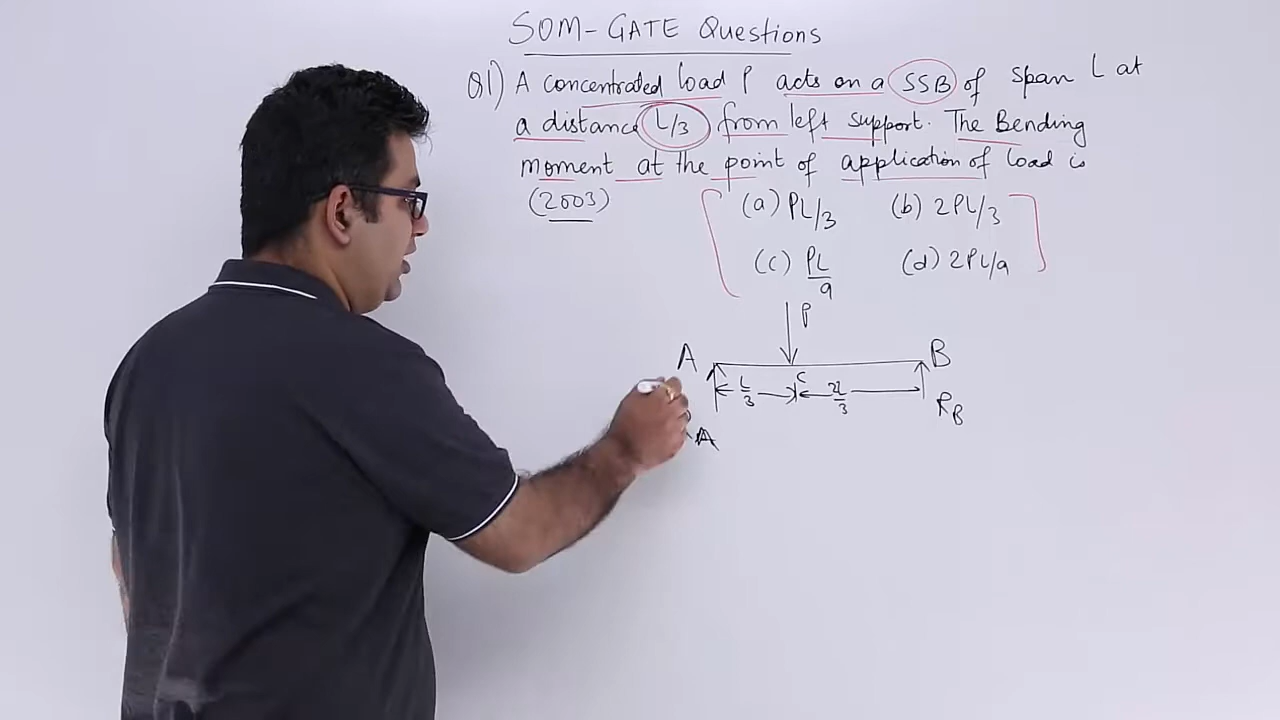 SOM-GATE Questions
Q1) A concentrated load P acts on a SSB of span L at
a distance L/3 from left support. The Bending
moment at the point of application of load is
(2003)
(a) PL/3 (b) 2PL/3
(c) PL/9 (d) 2PL/9
P
A B
C
L/3 2L/3
RB
RA